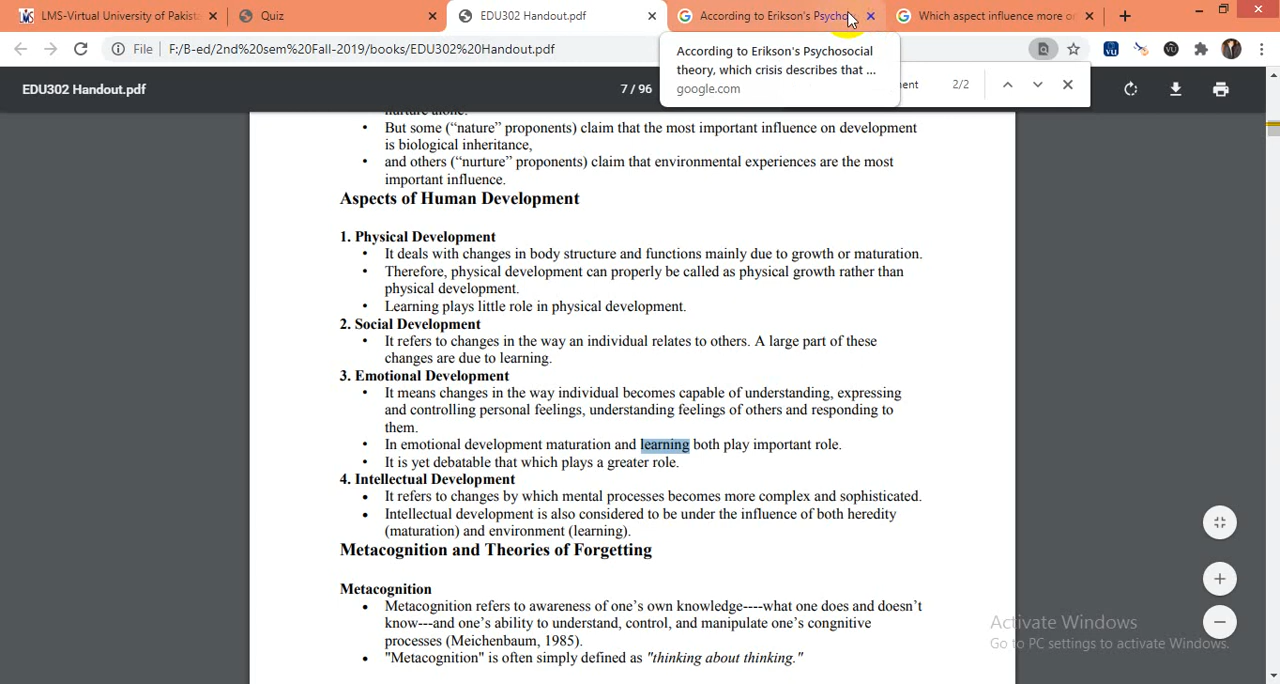 LMS-Virtual University of Pakist
Quiz
EDU302 Handout.pdf
According to Erikson's Psycho
Which aspect influence more or
File
F:/B-ed/2nd%20sem%20Fall-2019/books/EDU302%20Handout.pdf
According to Erikson's Psychosocial
theory, which crisis describes that ...
google.com
EDU302 Handout.pdf
7 / 96
ent
2/2
nurture alone.
• But some (“nature” proponents) claim that the most important influence on development
is biological inheritance,
• and others (“nurture” proponents) claim that environmental experiences are the most
important influence.
Aspects of Human Development
1. Physical Development
• It deals with changes in body structure and functions mainly due to growth or maturation.
• Therefore, physical development can properly be called as physical growth rather than
physical development.
• Learning plays little role in physical development.
2. Social Development
• It refers to changes in the way an individual relates to others. A large part of these
changes are due to learning.
3. Emotional Development
• It means changes in the way individual becomes capable of understanding, expressing
and controlling personal feelings, understanding feelings of others and responding to
them.
• In emotional development maturation and learning both play important role.
• It is yet debatable that which plays a greater role.
4. Intellectual Development
• It refers to changes by which mental processes becomes more complex and sophisticated.
• Intellectual development is also considered to be under the influence of both heredity
(maturation) and environment (learning).
Metacognition and Theories of Forgetting
Metacognition
• Metacognition refers to awareness of one’s own knowledge----what one does and doesn’t
know---and one’s ability to understand, control, and manipulate one’s congnitive
processes (Meichenbaum, 1985).
• "Metacognition" is often simply defined as "thinking about thinking."
Activate Windows
Go to PC settings to activate Windows.